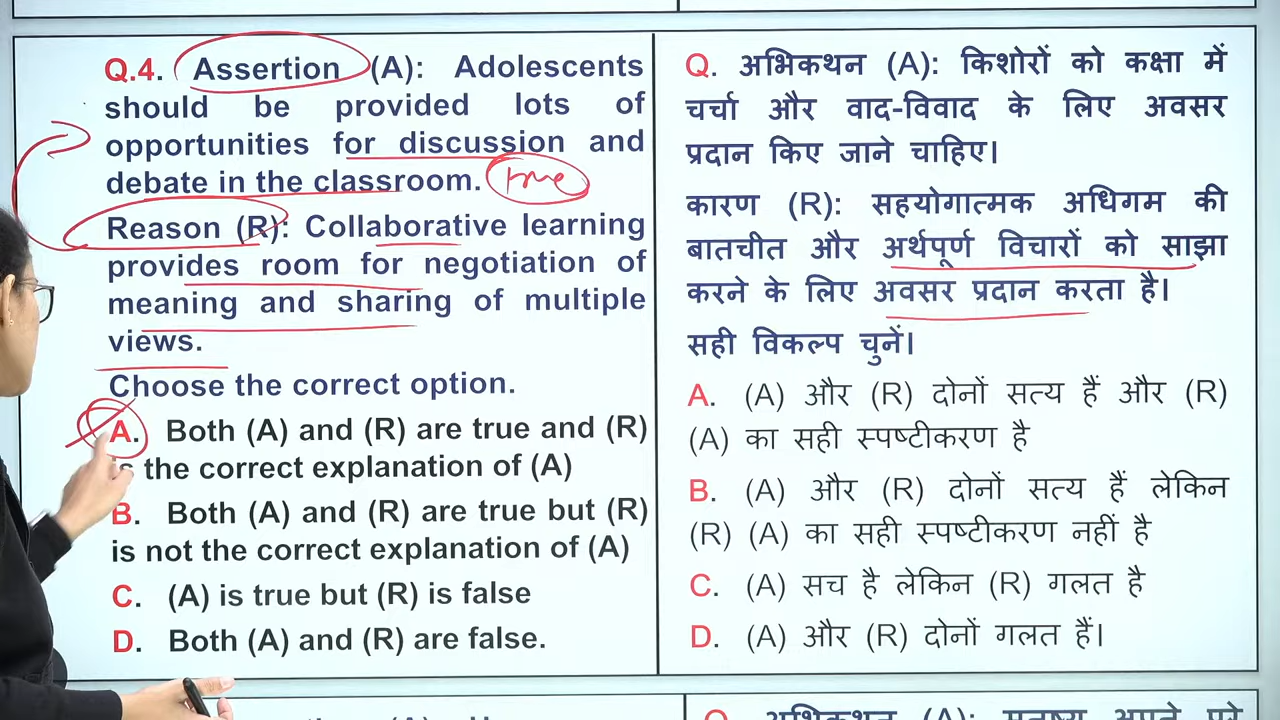 Q.4. Assertion (A): Adolescents
should be provided lots of
opportunities for discussion and
debate in the classroom. true
Reason (R): Collaborative learning
provides room for negotiation of
meaning and sharing of multiple
views.
Choose the correct option.
A. Both (A) and (R) are true and (R)
is the correct explanation of (A)
B. Both (A) and (R) are true but (R)
is not the correct explanation of (A)
C. (A) is true but (R) is false
D. Both (A) and (R) are false.
Q. अभिकथन (A): किशोरों को कक्षा में
चर्चा और वाद-विवाद के लिए अवसर
प्रदान किए जाने चाहिए।
कारण (R): सहयोगात्मक अधिगम की
बातचीत और अर्थपूर्ण विचारों को साझा
करने के लिए अवसर प्रदान करता है।
सही विकल्प चुनें।
A. (A) और (R) दोनों सत्य हैं और (R)
(A) का सही स्पष्टीकरण है
B. (A) और (R) दोनों सत्य हैं लेकिन
(R) (A) का सही स्पष्टीकरण नहीं है
C. (A) सच है लेकिन (R) गलत है
D. (A) और (R) दोनों गलत हैं।
Q. अभिकथन (A): मनुष्य अपने पूरे